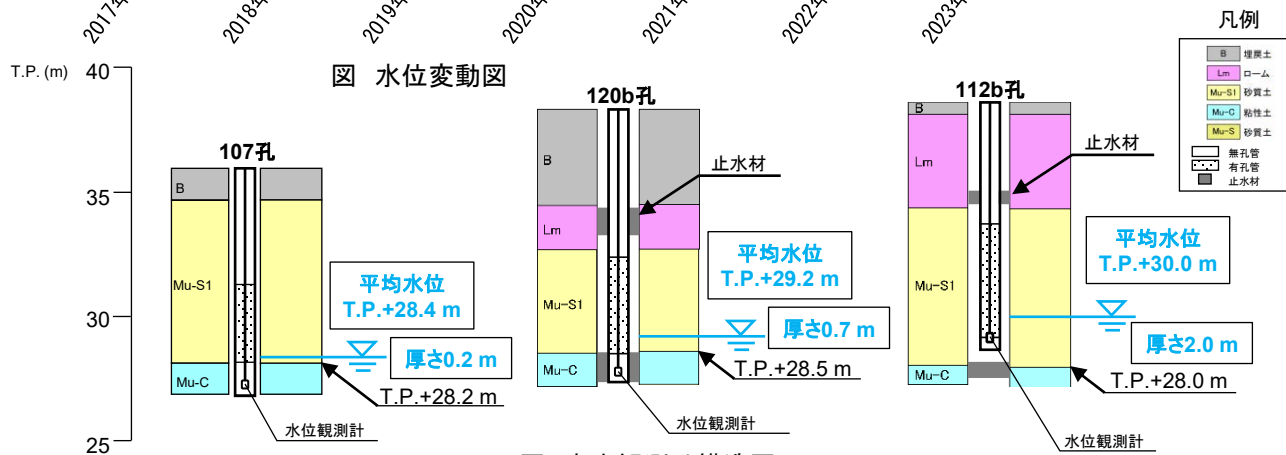 2017年
2018年
2019年
2020年
2021年
2022年
2023年
凡例
B 埋戻土
Lm ローム
Mu-S1 砂質土
Mu-C 粘性土
Mu-S 砂質土
無孔管
有孔管
止水材
T.P. (m)
40
35
30
25
図 水位変動図
107孔
B
Mu-S1
Mu-C
平均水位
T.P.+28.4 m
厚さ0.2 m
T.P.+28.2 m
水位観測計
120b孔
止水材
B
Lm
Mu-S1
Mu-C
平均水位
T.P.+29.2 m
厚さ0.7 m
T.P.+28.5 m
水位観測計
112b孔
止水材
B
Lm
Mu-S1
Mu-C
平均水位
T.P.+30.0 m
厚さ2.0 m
T.P.+28.0 m
水位観測計